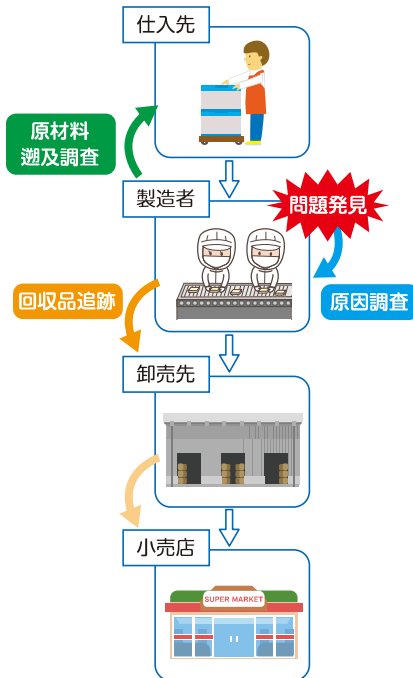 仕入先
原材料
遡及調査
製造者
問題発見
回収品追跡
原因調査
卸売先
小売店
SUPER MARKET